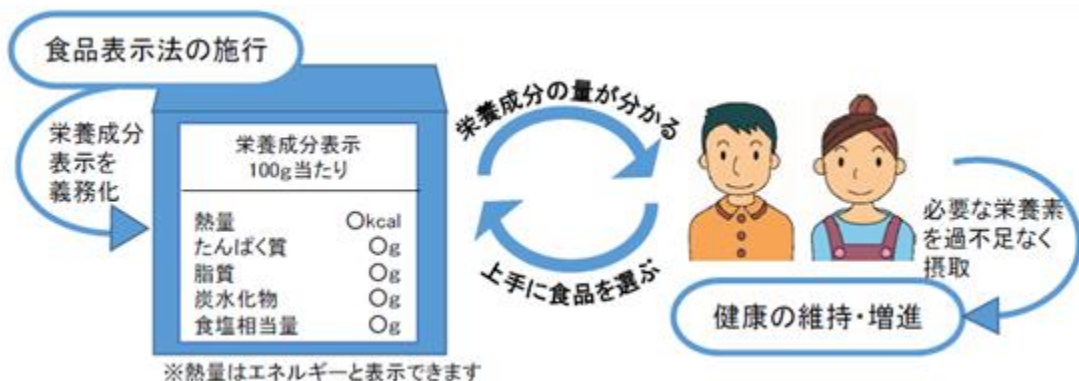 食品表示法の施行
栄養成分
表示を
義務化
栄養成分表示
100g当たり
熱量 〇kcal
たんぱく質 〇g
脂質 〇g
炭水化物 〇g
食塩相当量 〇g
※熱量はエネルギーと表示できます
栄養成分の量が分かる
上手に食品を選ぶ
必要な栄養素
を過不足なく
摂取
健康の維持・増進